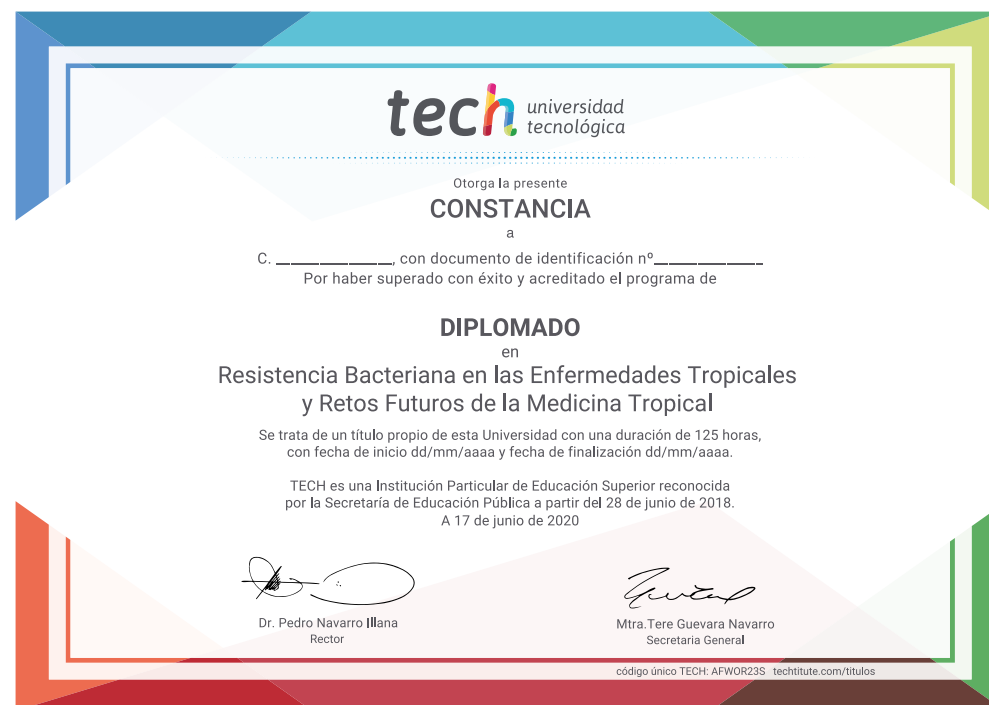 tech universidad
tecnológica
Otorga la presente
CONSTANCIA
a
C. ______________, con documento de identificación nº_____________
Por haber superado con éxito y acreditado el programa de
DIPLOMADO
en
Resistencia Bacteriana en las Enfermedades Tropicales
y Retos Futuros de la Medicina Tropical
Se trata de un título propio de esta Universidad con una duración de 125 horas,
con fecha de inicio dd/mm/aaaa y fecha de finalización dd/mm/aaaa.
TECH es una Institución Particular de Educación Superior reconocida
por la Secretaría de Educación Pública a partir del 28 de junio de 2018.
A 17 de junio de 2020
Dr. Pedro Navarro Illana
Rector
Mtra.Tere Guevara Navarro
Secretaria General
código único TECH: AFWOR23S techtitute.com/titulos